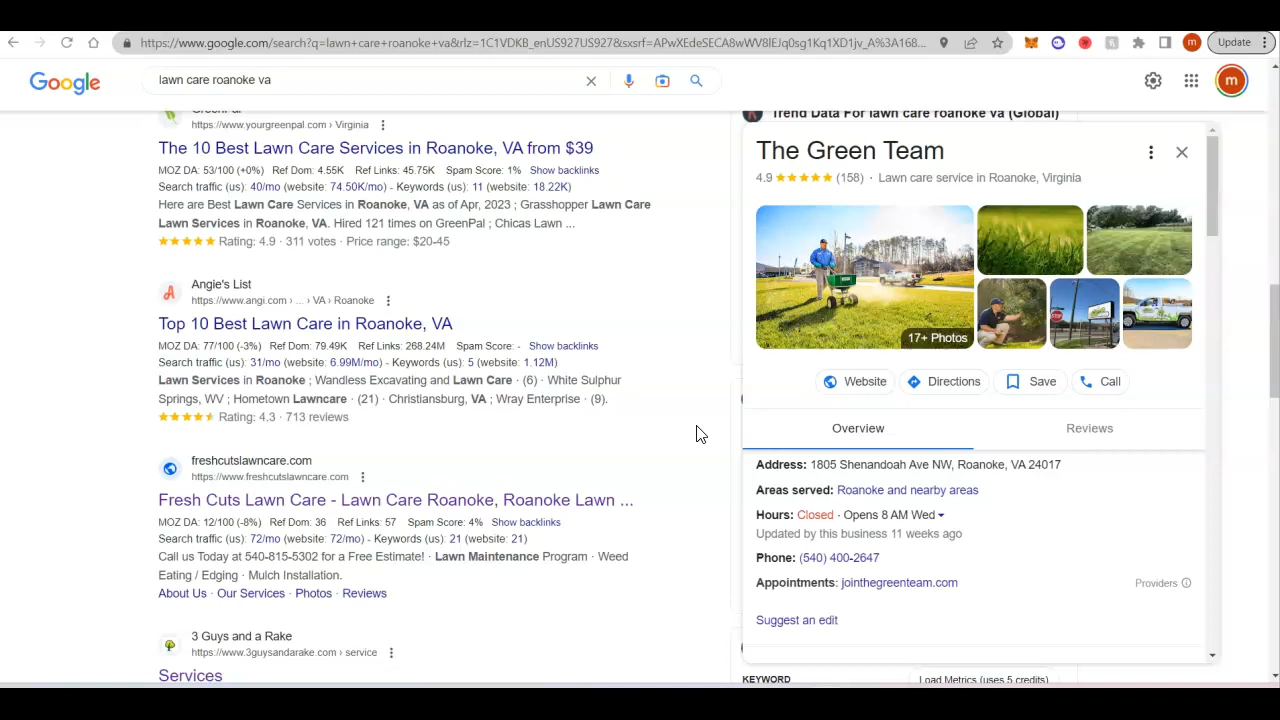 https://www.google.com/search?q=lawn+care+roanoke+va&rlz=1C1VDKB_enUS927US927&sxsrf=APwXEdeSECA8wWV8lEJq0sg1Kq1XD1jv_A%3A168...
m
Update
Google
lawn care roanoke va
m
GreenPal
https://www.yourgreenpal.com › Virginia
The 10 Best Lawn Care Services in Roanoke, VA from $39
MOZ DA: 53/100 (+0%) Ref Dom: 4.55K Ref Links: 45.75K Spam Score: 1% Show backlinks
Search traffic (us): 40/mo (website: 74.50K/mo) - Keywords (us): 11 (website: 18.22K)
Here are Best Lawn Care Services in Roanoke, VA as of Apr, 2023 ; Grasshopper Lawn Care
Lawn Services in Roanoke, VA. Hired 121 times on GreenPal ; Chicas Lawn ...
Rating: 4.9 · 311 votes · Price range: $20-45
Angie's List
https://www.angi.com › ... › VA › Roanoke
Top 10 Best Lawn Care in Roanoke, VA
MOZ DA: 77/100 (-3%) Ref Dom: 79.49K Ref Links: 268.24M Spam Score: - Show backlinks
Search traffic (us): 31/mo (website: 6.99M/mo) - Keywords (us): 5 (website: 1.12M)
Lawn Services in Roanoke ; Wandless Excavating and Lawn Care · (6) · White Sulphur
Springs, WV ; Hometown Lawncare · (21) · Christiansburg, VA ; Wray Enterprise · (9).
Rating: 4.3 · 713 reviews
freshcutslawncare.com
https://www.freshcutslawncare.com
Fresh Cuts Lawn Care - Lawn Care Roanoke, Roanoke Lawn ...
MOZ DA: 12/100 (-8%) Ref Dom: 36 Ref Links: 57 Spam Score: 4% Show backlinks
Search traffic (us): 72/mo (website: 72/mo) - Keywords (us): 21 (website: 21)
Call us Today at 540-815-5302 for a Free Estimate! · Lawn Maintenance Program · Weed
Eating / Edging · Mulch Installation.
About Us · Our Services · Photos · Reviews
3 Guys and a Rake
https://www.3guysandarake.com › service
Services
Trend Data For lawn care roanoke va (Global)
The Green Team
4.9 (158) · Lawn care service in Roanoke, Virginia
17+ Photos
Website Directions Save Call
Overview Reviews
Address: 1805 Shenandoah Ave NW, Roanoke, VA 24017
Areas served: Roanoke and nearby areas
Hours: Closed · Opens 8 AM Wed
Updated by this business 11 weeks ago
Phone: (540) 400-2647
Appointments: jointhegreenteam.com Providers
Suggest an edit
KEYWORD Load Metrics (uses 5 credits)